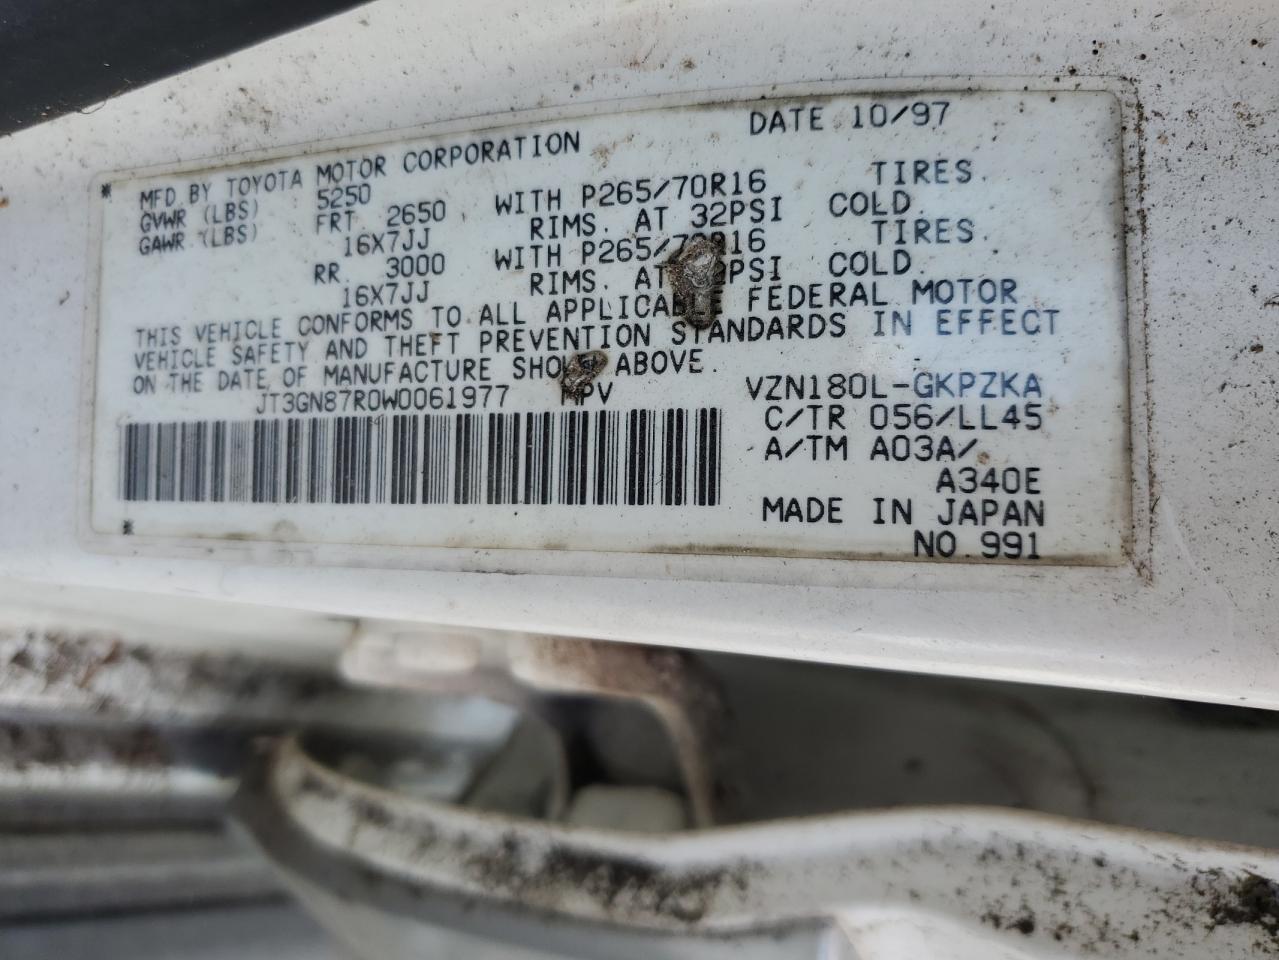 MFD BY TOYOTA MOTOR CORPORATION DATE 10/97
GVWR (LBS) 5250
GAWR (LBS) FRT 2650 WITH P265/70R16 TIRES.
16X7JJ RIMS. AT 32PSI COLD.
RR. 3000 WITH P265/70R16 TIRES.
16X7JJ RIMS. AT COLD.
THIS VEHICLE CONFORMS TO ALL APPLICABLE FEDERAL MOTOR
VEHICLE SAFETY AND THEFT PREVENTION STANDARDS IN EFFECT
ON THE DATE OF MANUFACTURE SHOWN ABOVE.
JT3GN87R0W0061977 MPV VZN180L-GKPZKA
C/TR 056/LL45
A/TM A03A/
A340E
MADE IN JAPAN
NO.991